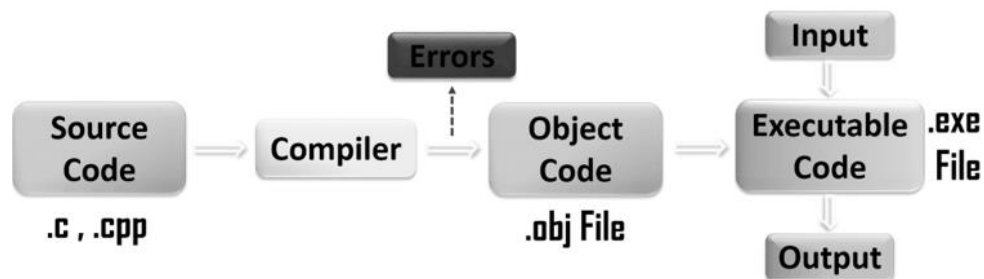 Errors
Input
Source
Code
Compiler
Object
Code
Executable
Code
.exe
File
.c , .cpp
.obj File
Output